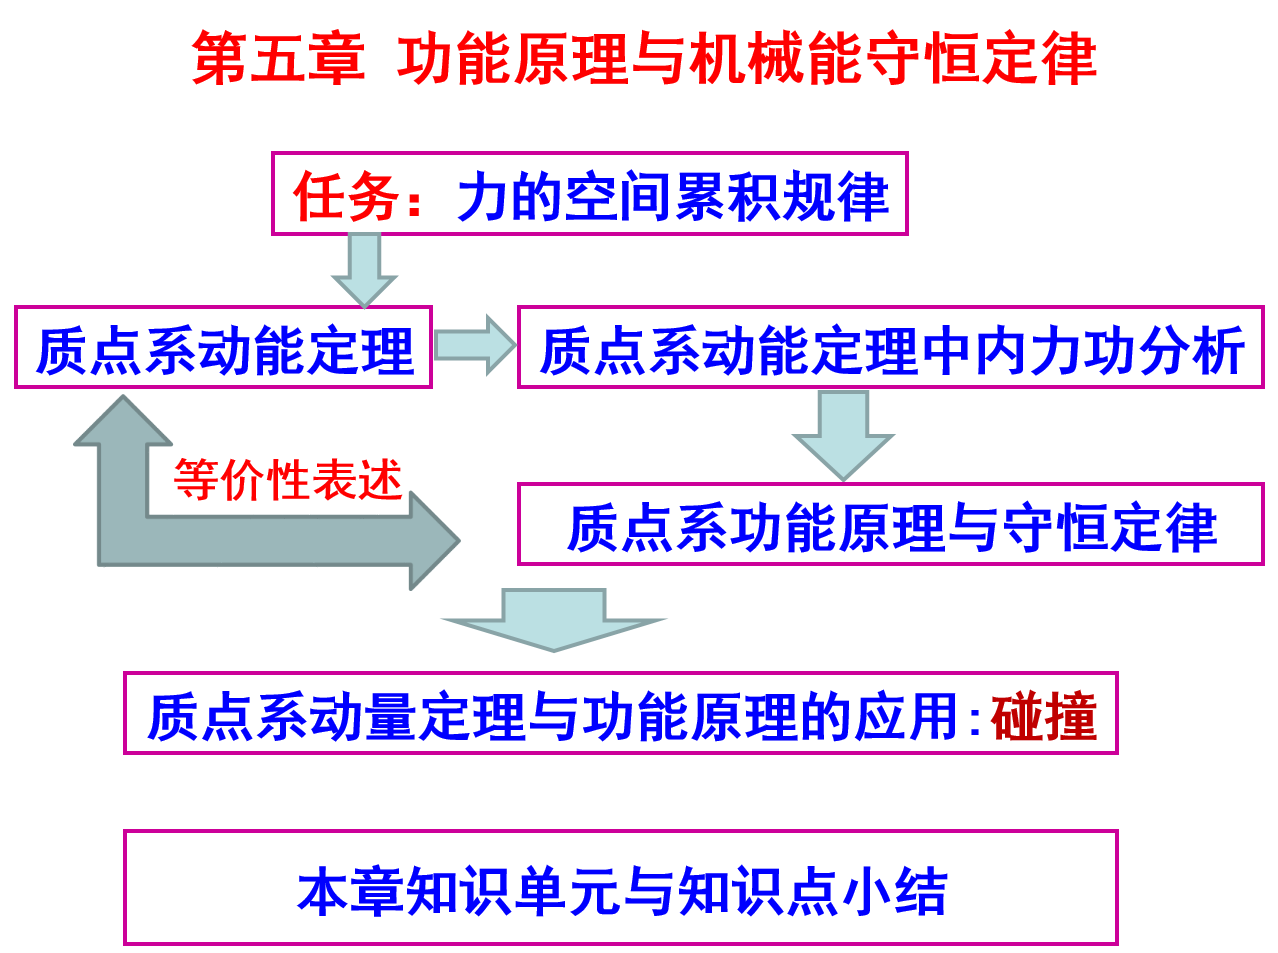 第五章 功能原理与机械能守恒定律
任务：力的空间累积规律
质点系动能定理
质点系动能定理中内力功分析
等价性表述
质点系功能原理与守恒定律
质点系动量定理与功能原理的应用:碰撞
本章知识单元与知识点小结